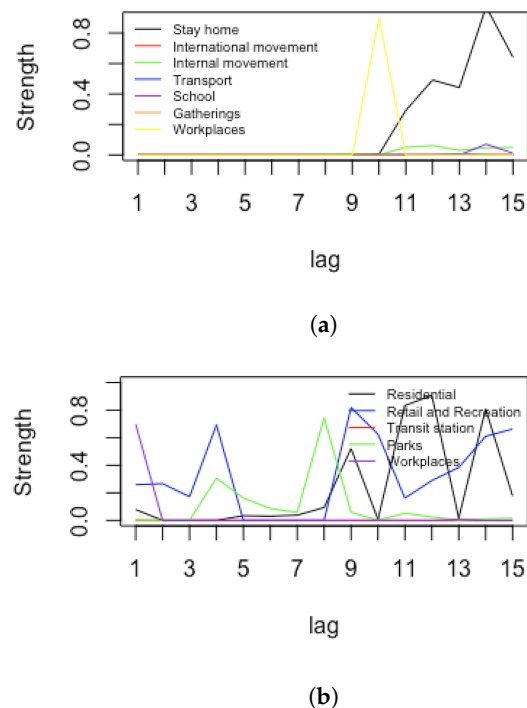 Strength
0.0 0.4 0.8
Stay home
International movement
Internal movement
Transport
School
Gatherings
Workplaces
1 3 5 7 9 11 13 15
lag
(a)
Strength
0.0 0.4 0.8
Residential
Retail and Recreation
Transit station
Parks
Workplaces
1 3 5 7 9 11 13 15
lag
(b)